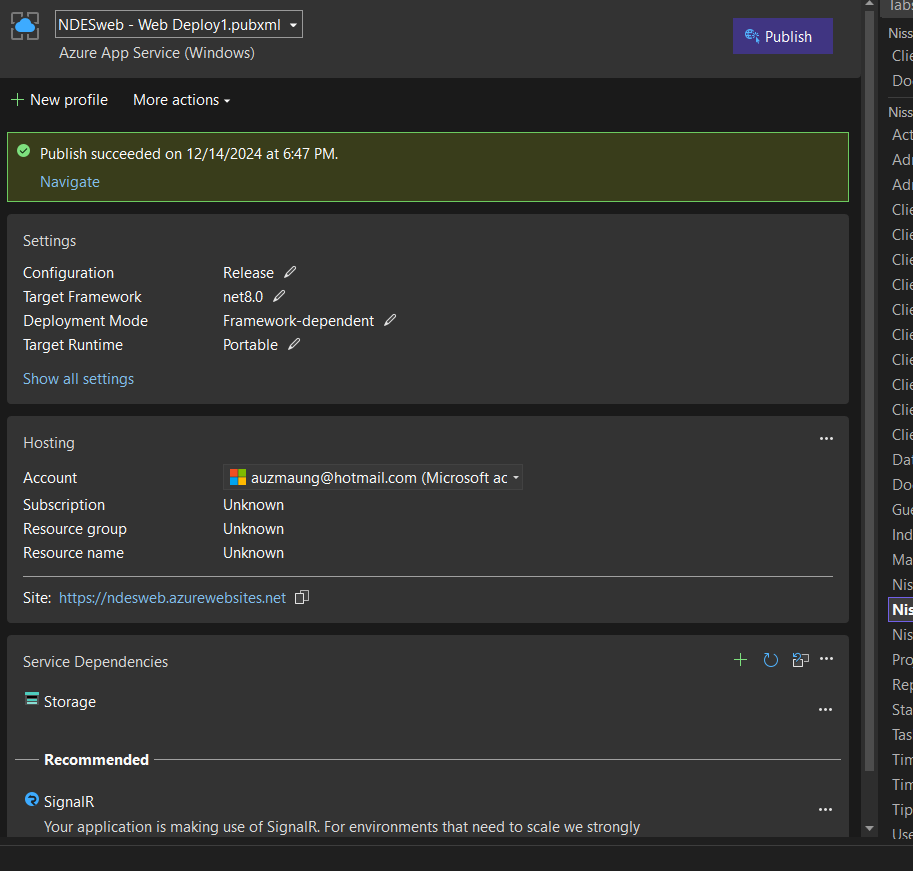 NDESweb - Web Deploy1.pubxml
Azure App Service (Windows)
Publish
New profile
More actions
Publish succeeded on 12/14/2024 at 6:47 PM.
Navigate
Settings
Configuration Release
Target Framework net8.0
Deployment Mode Framework-dependent
Target Runtime Portable
Show all settings
Hosting
Account auzmaung@hotmail.com (Microsoft ac
Subscription Unknown
Resource group Unknown
Resource name Unknown
Site: https://ndesweb.azurewebsites.net
Service Dependencies
Storage
Recommended
SignalR
Your application is making use of SignalR. For environments that need to scale we strongly
Niss
Clie
Do
Niss
Act
Adr
Clie
Clie
Clie
Clie
Clie
Clie
Clie
Clie
Clie
Clie
Dat
Do
Gue
Ind
Ma
Nis
Nis
Nis
Pro
Rep
Sta
Tas
Tim
Tim
Tip